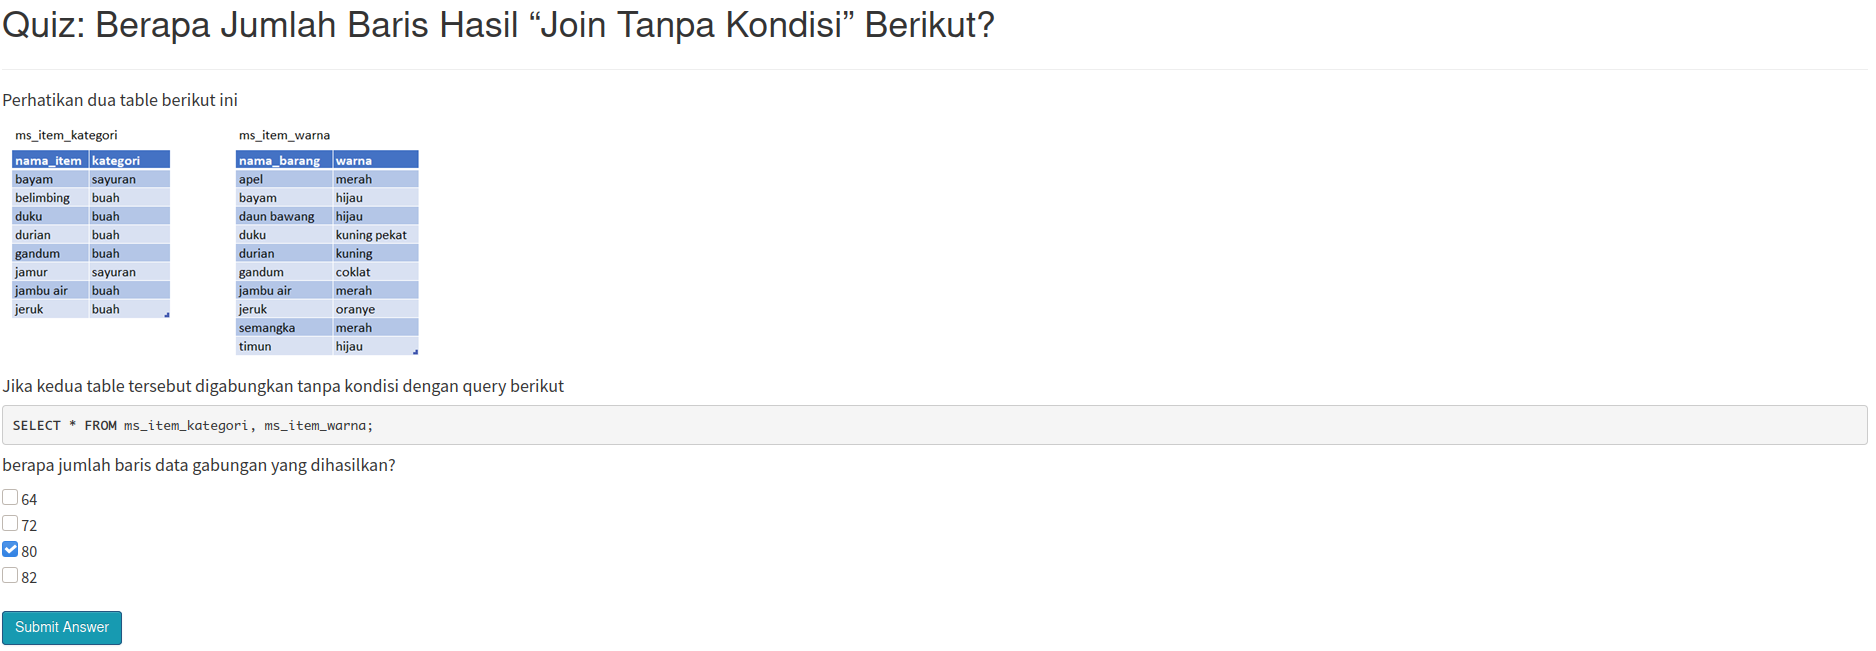 Quiz: Berapa Jumlah Baris Hasil “Join Tanpa Kondisi” Berikut?
Perhatikan dua table berikut ini
ms_item_kategori
nama_item kategori
bayam sayuran
belimbing buah
duku buah
durian buah
gandum buah
jamur sayuran
jambu air buah
jeruk buah
ms_item_warna
nama_barang warna
apel merah
bayam hijau
daun bawang hijau
duku kuning pekat
durian kuning
gandum coklat
jambu air merah
jeruk oranye
semangka merah
timun hijau
Jika kedua table tersebut digabungkan tanpa kondisi dengan query berikut
SELECT * FROM ms_item_kategori, ms_item_warna;
berapa jumlah baris data gabungan yang dihasilkan?
64
72
80
82
Submit Answer